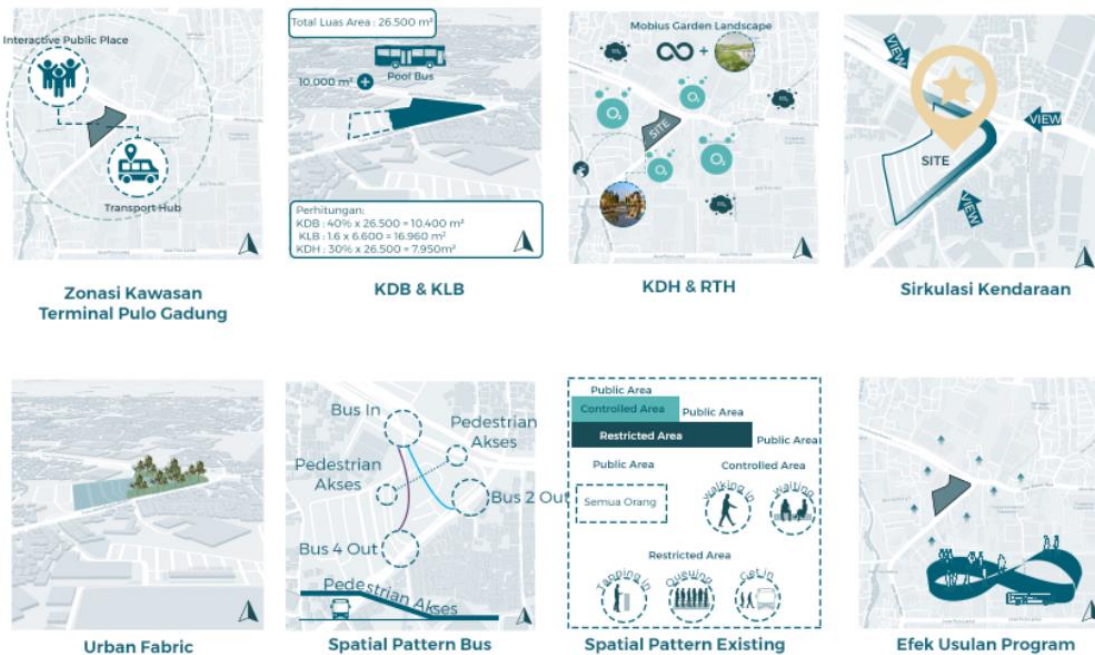 Interactive Public Place
Transport Hub
Zonasi Kawasan
Terminal Pulo Gadung
Total Luas Area : 26.500 m²
Pool Bus
10.000 m²
Perhitungan:
KDB : 40% x 26.500 = 10.400 m²
KLB : 1.6 x 6.600 = 16.960 m²
KDH : 30% x 26.500 = 7.950m²
KDB & KLB
Mobius Garden Landscape
SITE
KDH & RTH
VIEW
VIEW
VIEW
SITE
Sirkulasi Kendaraan
Urban Fabric
Bus In
Pedestrian
Akses
Pedestrian
Akses
Bus 2 Out
Bus 4 Out
Pedestrian Akses
Spatial Pattern Bus
Public Area
Controlled Area
Public Area
Restricted Area
Public Area
Public Area
Controlled Area
Semua Orang
Walking in
Waiting
Restricted Area
Tapping in
Queuing
Get in
Spatial Pattern Existing
Efek Usulan Program